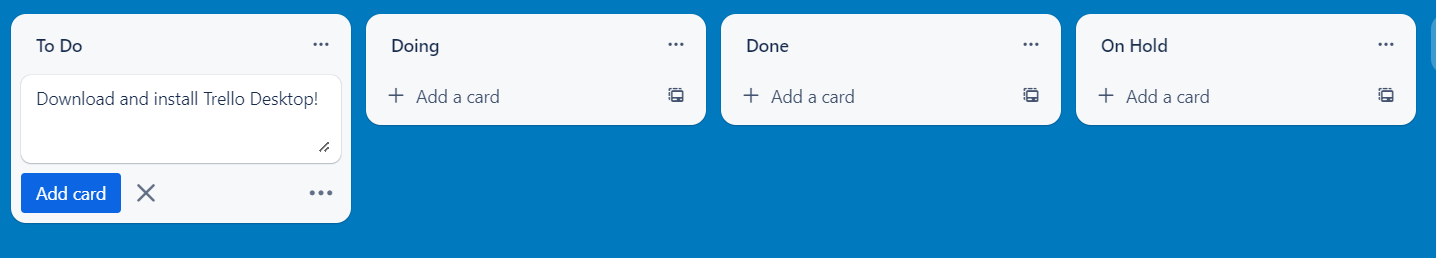 To Do
Download and install Trello Desktop!
Add card
Doing
Add a card
Done
Add a card
On Hold
Add a card